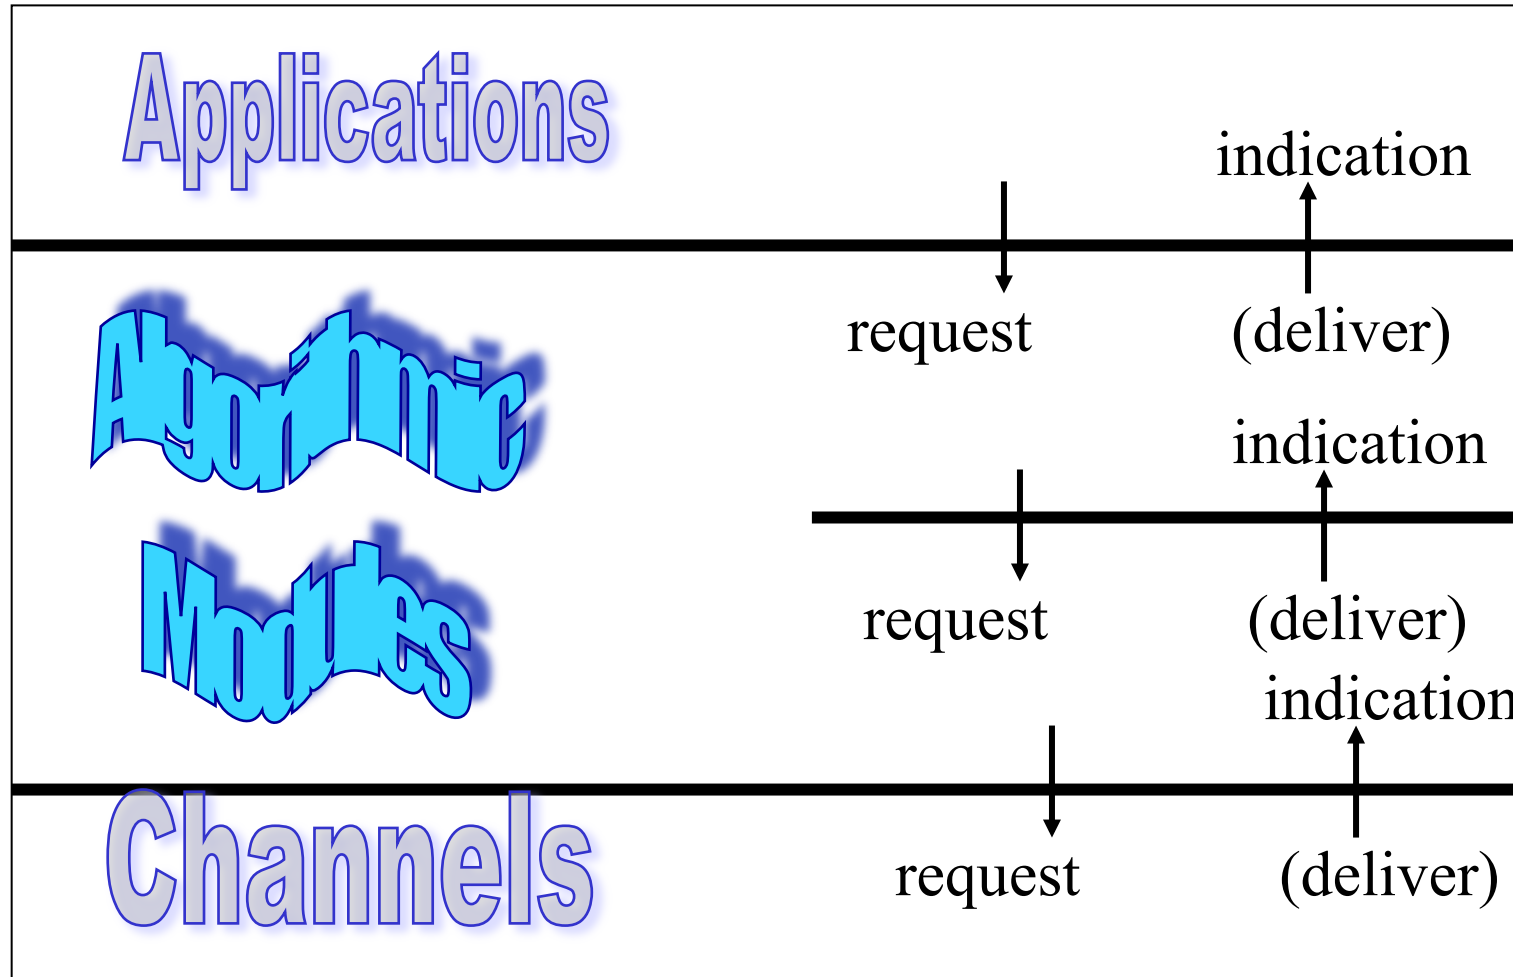 Applications
indication
request (deliver)
Algorithmic
indication
Modules
request (deliver)
indication
Channels
request (deliver)